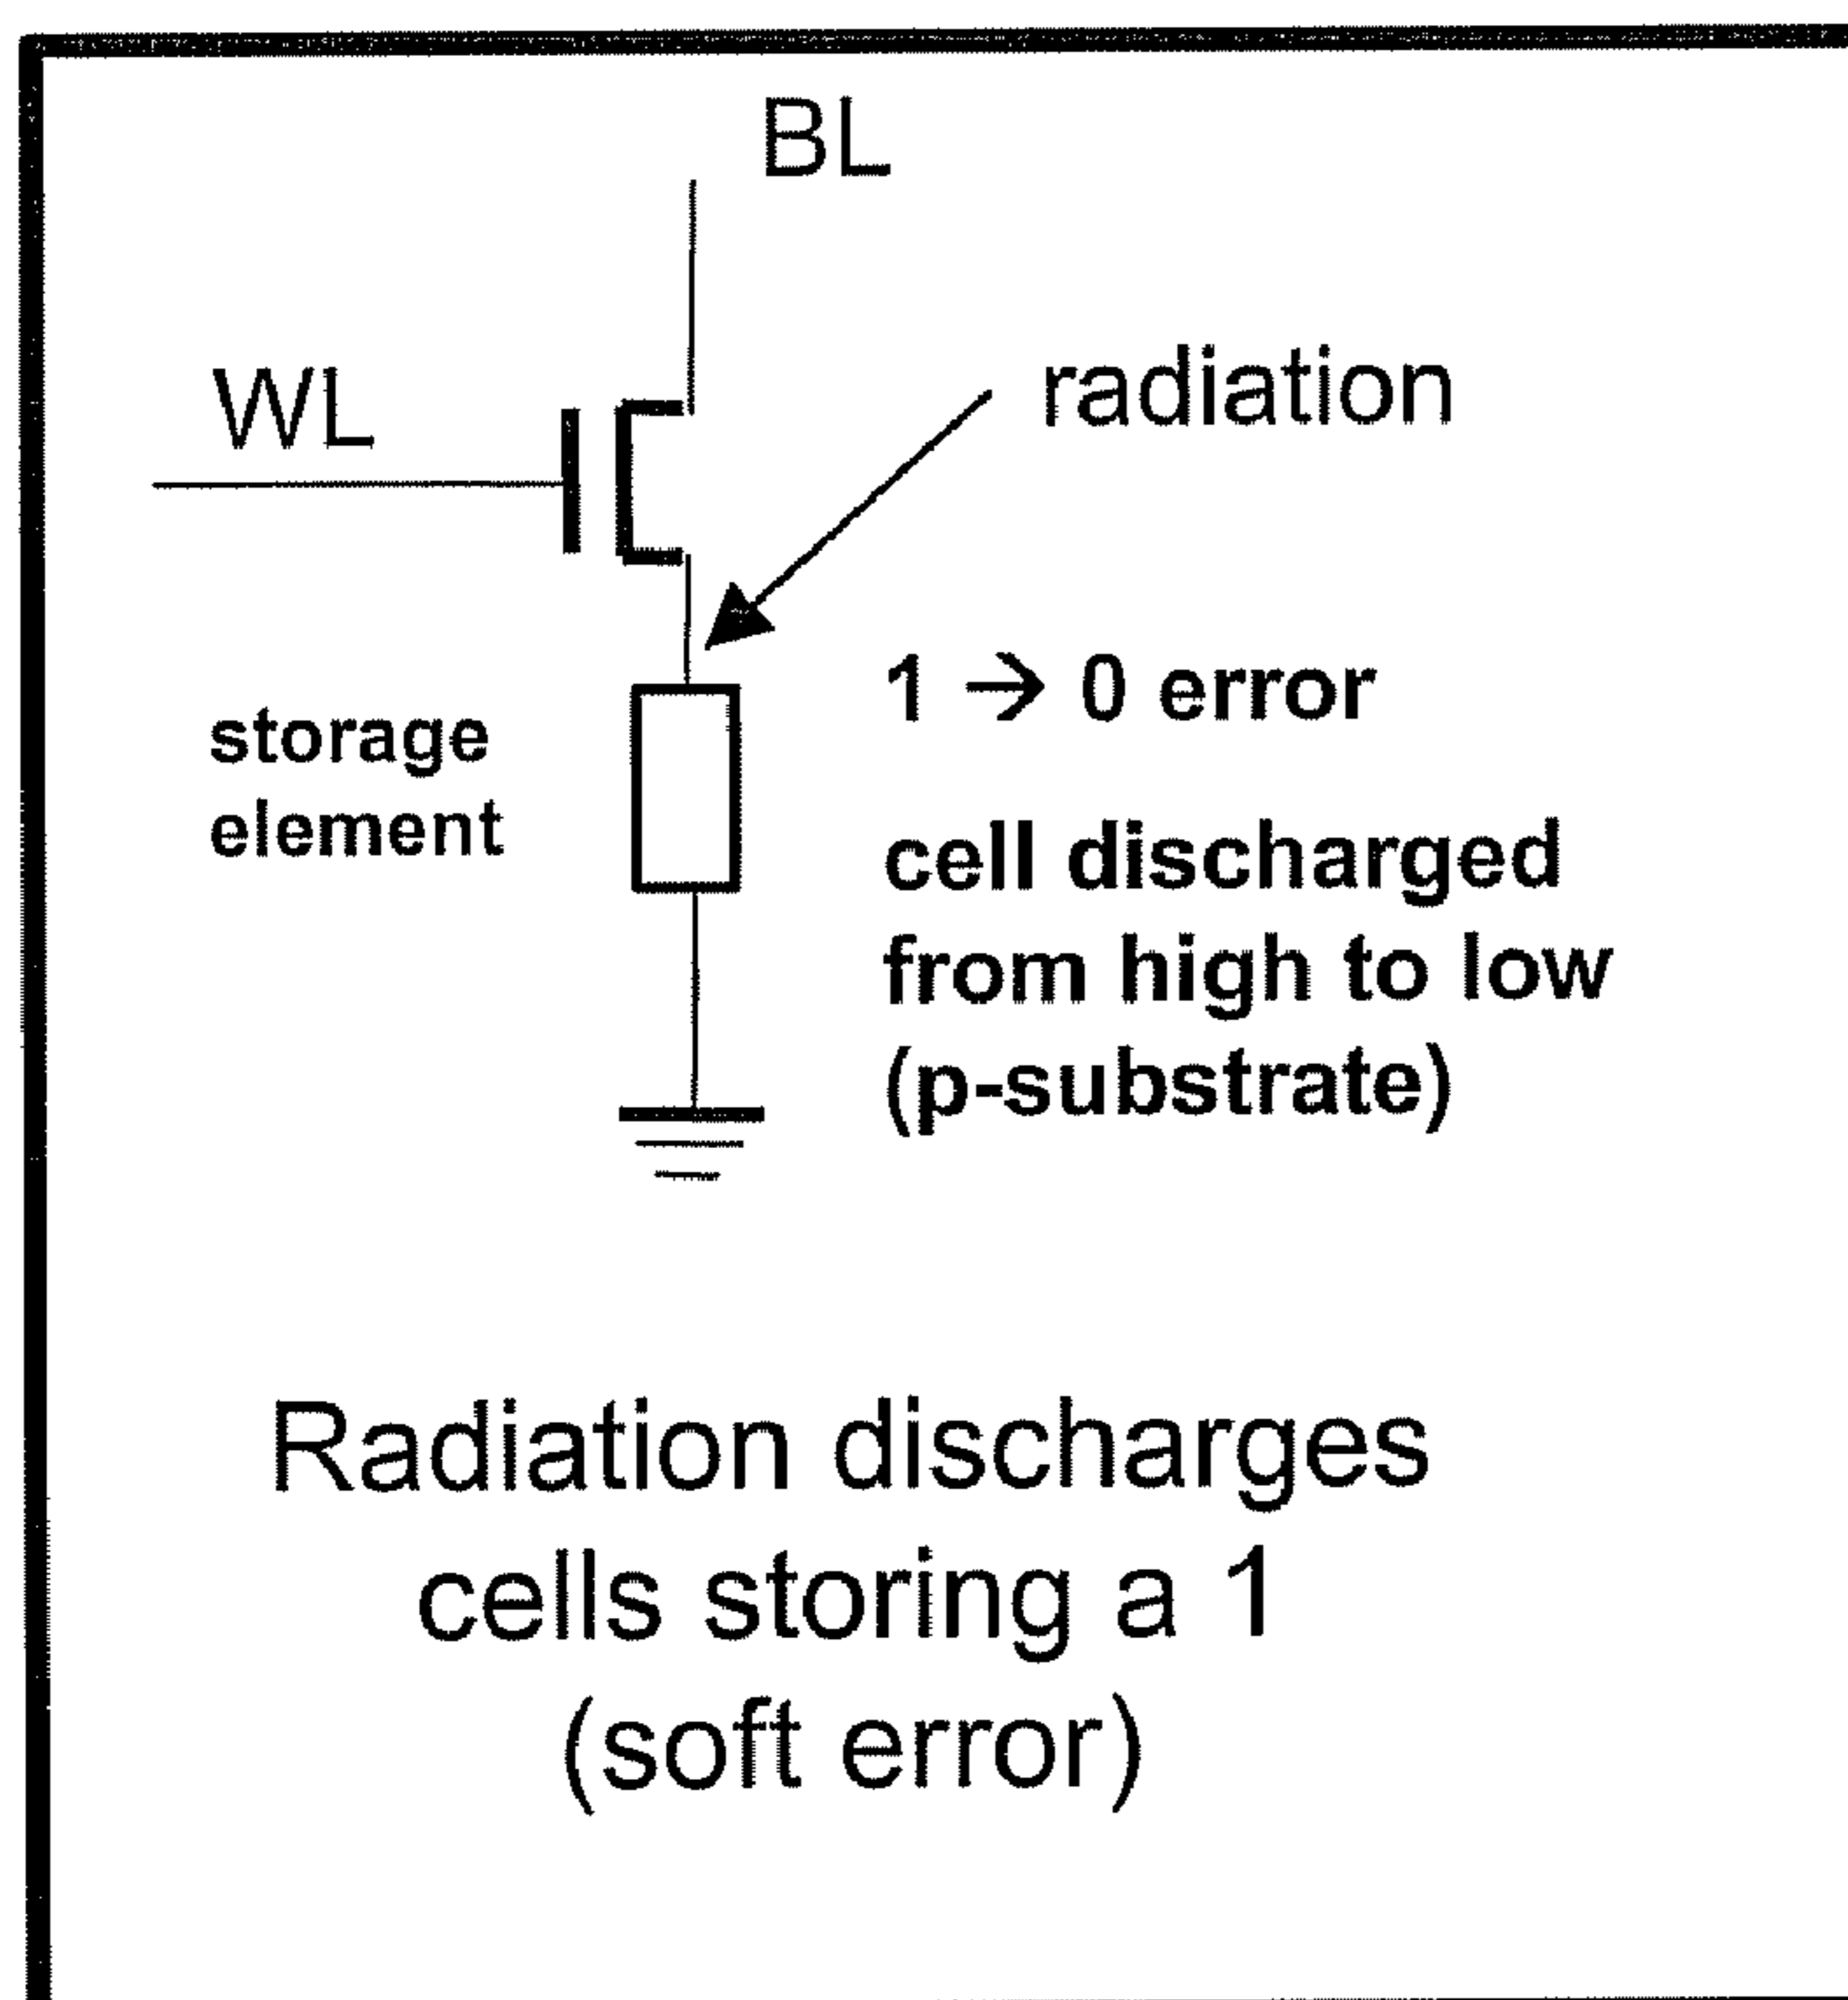 BL
WL
radiation
1 → 0 error
storage
element
cell discharged
from high to low
(p-substrate)
Radiation discharges
cells storing a 1
(soft error)